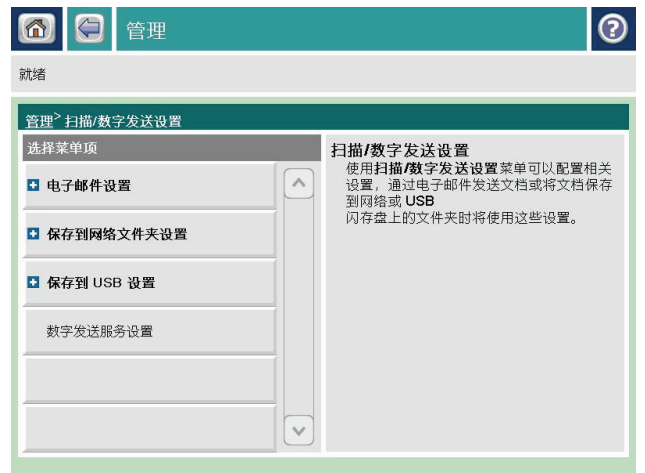 管理
就绪
管理> 扫描/数字发送设置
选择菜单项
电子邮件设置
保存到网络文件夹设置
保存到 USB 设置
数字发送服务设置
扫描/数字发送设置
使用扫描/数字发送设置菜单可以配置相关
设置，通过电子邮件发送文档或将文档保存
到网络或 USB
闪存盘上的文件夹时将使用这些设置。